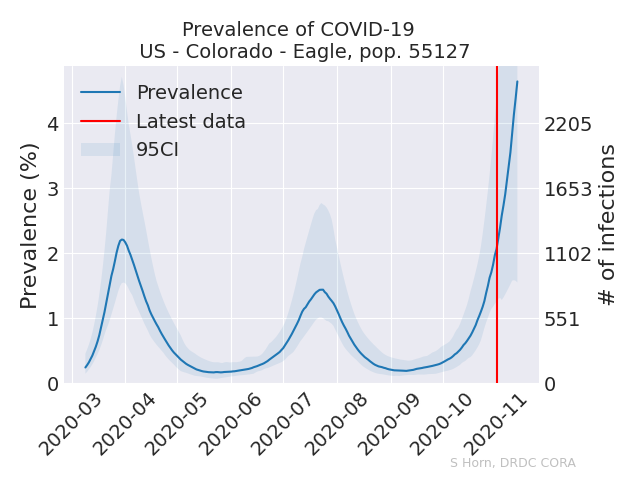 Prevalence of COVID-19
US - Colorado - Eagle, pop. 55127
Prevalence
Latest data
95CI
Prevalence (%)
4
3
2
1
0
2205
1653
1102
551
0
# of infections
2020-03
2020-04
2020-05
2020-06
2020-07
2020-08
2020-09
2020-10
2020-11
S Horn, DRDC CORA